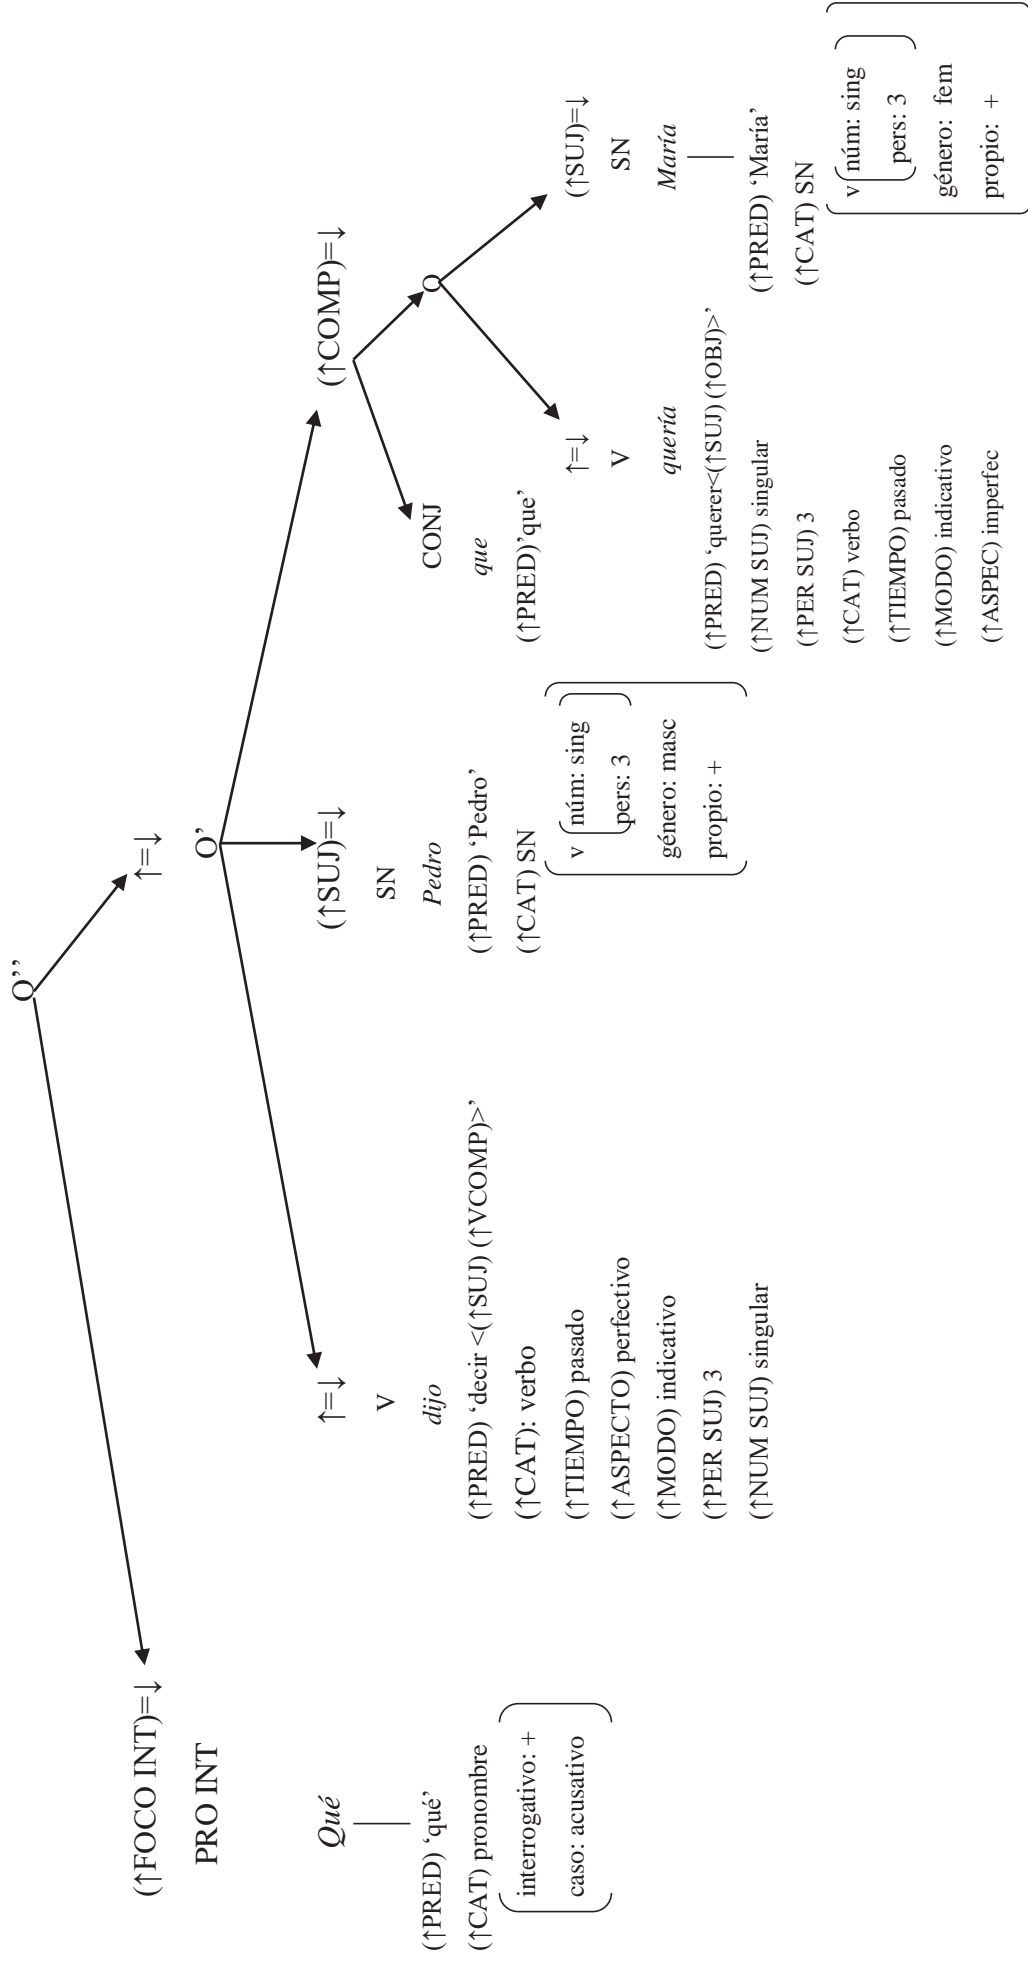 O’’
(↑FOCO INT)=↓
↑=↓
PRO INT
O’
Qué
(↑PRED) ‘qué’
(↑CAT) pronombre
interrogativo: +
caso: acusativo
↑=↓
V
dijo
(↑PRED) ‘decir <(↑SUJ) (↑VCOMP)>’
(↑CAT): verbo
(↑TIEMPO) pasado
(↑ASPECTO) perfectivo
(↑MODO) indicativo
(↑PER SUJ) 3
(↑NUM SUJ) singular
(↑SUJ)=↓
SN
Pedro
(↑PRED) ‘Pedro’
(↑CAT) SN
v núm: sing
pers: 3
género: masc
propio: +
(↑COMP)=↓
CONJ
que
(↑PRED)’que’
O
↑=↓
V
quería
(↑PRED) ‘querer<(↑SUJ) (↑OBJ)>’
(↑NUM SUJ) singular
(↑PER SUJ) 3
(↑CAT) verbo
(↑TIEMPO) pasado
(↑MODO) indicativo
(↑ASPEC) imperfec
(↑SUJ)=↓
SN
María
(↑PRED) ‘María’
(↑CAT) SN
v núm: sing
pers: 3
género: fem
propio: +